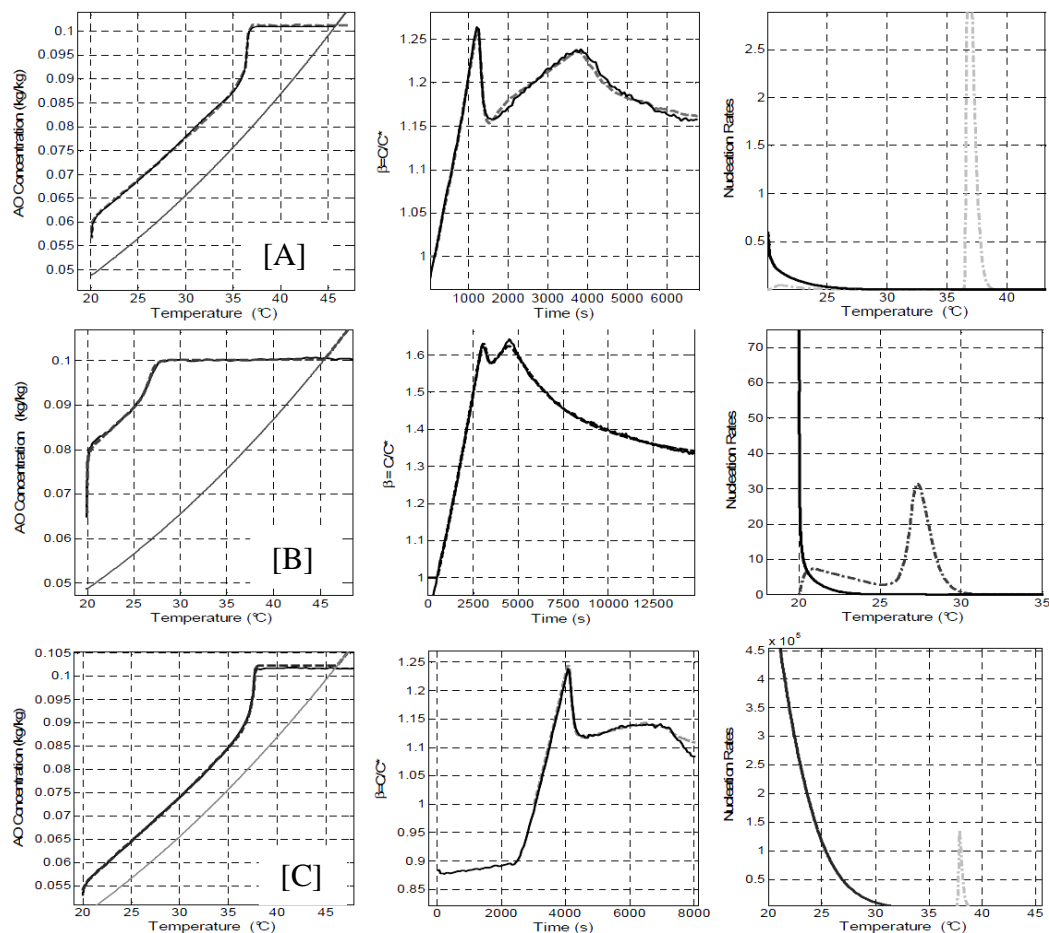 AO Concentration (kg/kg)
0.1
0.095
0.09
0.085
0.08
0.075
0.07
0.065
0.06
0.055
0.05
20 25 30 35 40 45
Temperature (°C)
[A]
β=C/C*
1.25
1.2
1.15
1.1
1.05
1
1000 2000 3000 4000 5000 6000
Time (s)
Nucleation Rates
2.5
2
1.5
1
0.5
25 30 35 40
Temperature (°C)
AO Concentration (kg/kg)
0.1
0.09
0.08
0.07
0.06
0.05
20 25 30 35 40 45
Temperature (°C)
[B]
β = C/C*
1.6
1.5
1.4
1.3
1.2
1.1
1
0 2500 5000 7500 10000 12500
Time (s)
Nucleation Rates
70
60
50
40
30
20
10
0
20 25 30 35
Temperature (°C)
AO Concentration (kg/kg)
0.105
0.1
0.095
0.09
0.085
0.08
0.075
0.07
0.065
0.06
0.055
20 25 30 35 40 45
Temperature (°C)
[C]
β=C/C*
1.25
1.2
1.15
1.1
1.05
1
0.95
0.9
0.85
0 2000 4000 6000 8000
Time (s)
Nucleation Rates
x 10⁵
4.5
4
3.5
3
2.5
2
1.5
1
0.5
20 25 30 35 40 45
Temperature (°C)